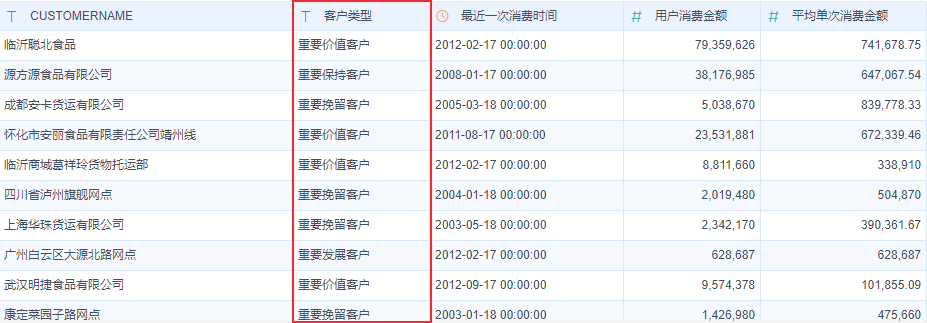 CUSTOMERNAME 客户类型 最近一次消费时间 用户消费金额 平均单次消费金额
临沂聪北食品 重要价值客户 2012-02-17 00:00:00 79,359,626 741,678.75
源方源食品有限公司 重要保持客户 2008-01-17 00:00:00 38,176,985 647,067.54
成都安卡货运有限公司 重要挽留客户 2005-03-18 00:00:00 5,038,670 839,778.33
怀化市安丽食品有限责任公司靖州线 重要价值客户 2011-08-17 00:00:00 23,531,881 672,339.46
临沂商城葛祥玲货物托运部 重要价值客户 2012-02-17 00:00:00 8,811,660 338,910
四川省泸州旗舰网点 重要挽留客户 2004-01-18 00:00:00 2,019,480 504,870
上海华珠货运有限公司 重要挽留客户 2003-05-18 00:00:00 2,342,170 390,361.67
广州白云区大源北路网点 重要发展客户 2012-02-17 00:00:00 628,687 628,687
武汉明捷食品有限公司 重要价值客户 2012-09-17 00:00:00 9,574,378 101,855.09
康定菜园子路网点 重要挽留客户 2003-01-18 00:00:00 1,426,980 475,660